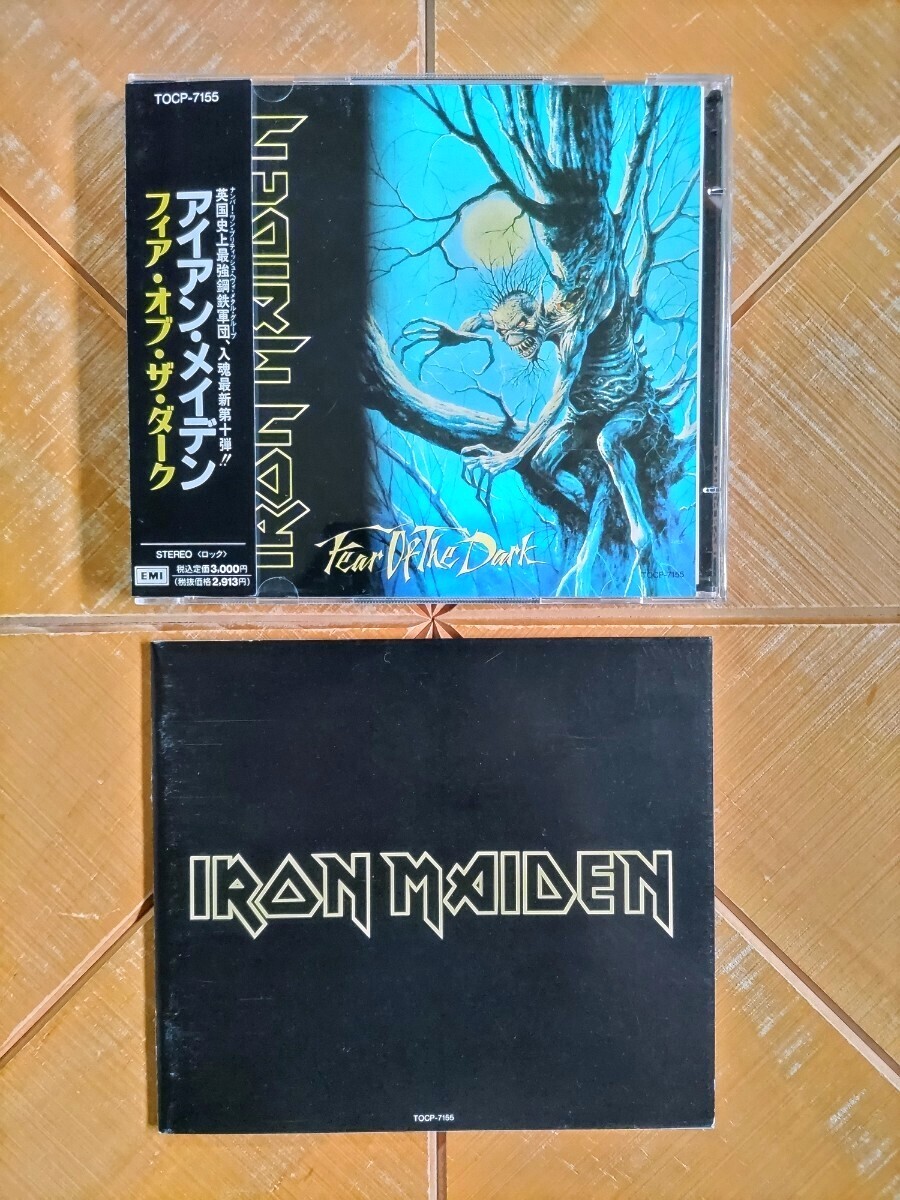 TOCP-7155
ナンバー・ワン・ブリティッシュ・ヘヴィ・メタル・グループ
英国史上最強鋼鉄軍団、入魂最新第十弾!!
アイアン・メイデン
フィア・オブ・ザ・ダーク
STEREO〈ロック〉
EMI
税込定価3,000円
(税抜価格2,913円)
IRON MAIDEN
Fear Of The Dark
TOCP-7155
IRON MAIDEN
TOCP-7155